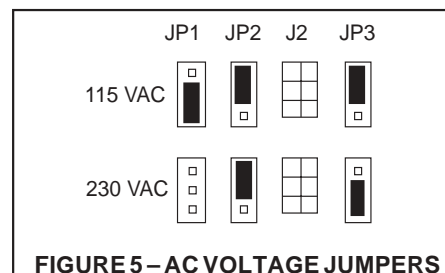 JP1 JP2 J2 JP3
115 VAC
230 VAC
FIGURE 5 – AC VOLTAGE JUMPERS